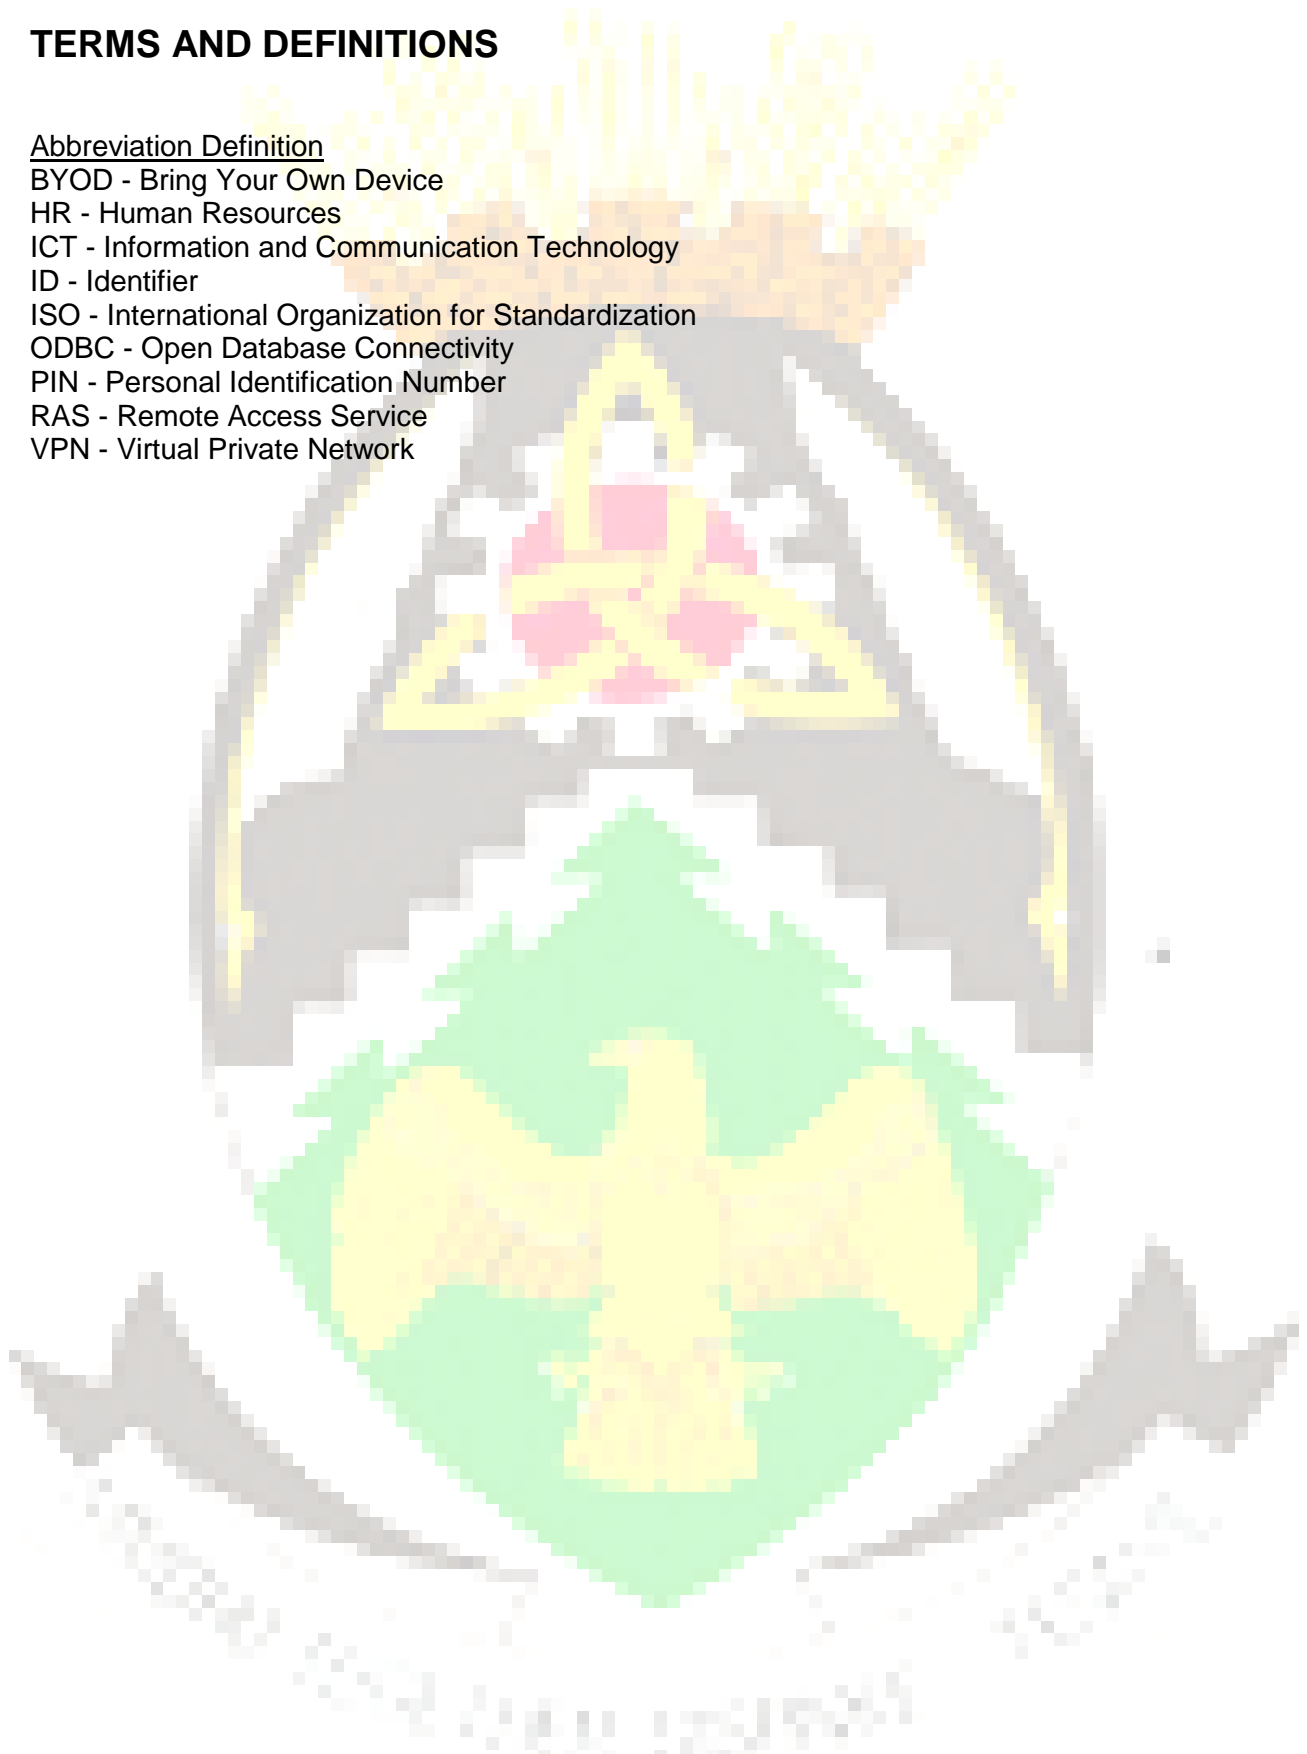 TERMS AND DEFINITIONS
Abbreviation Definition
BYOD - Bring Your Own Device
HR - Human Resources
ICT - Information and Communication Technology
ID - Identifier
ISO - International Organization for Standardization
ODBC - Open Database Connectivity
PIN - Personal Identification Number
RAS - Remote Access Service
VPN - Virtual Private Network